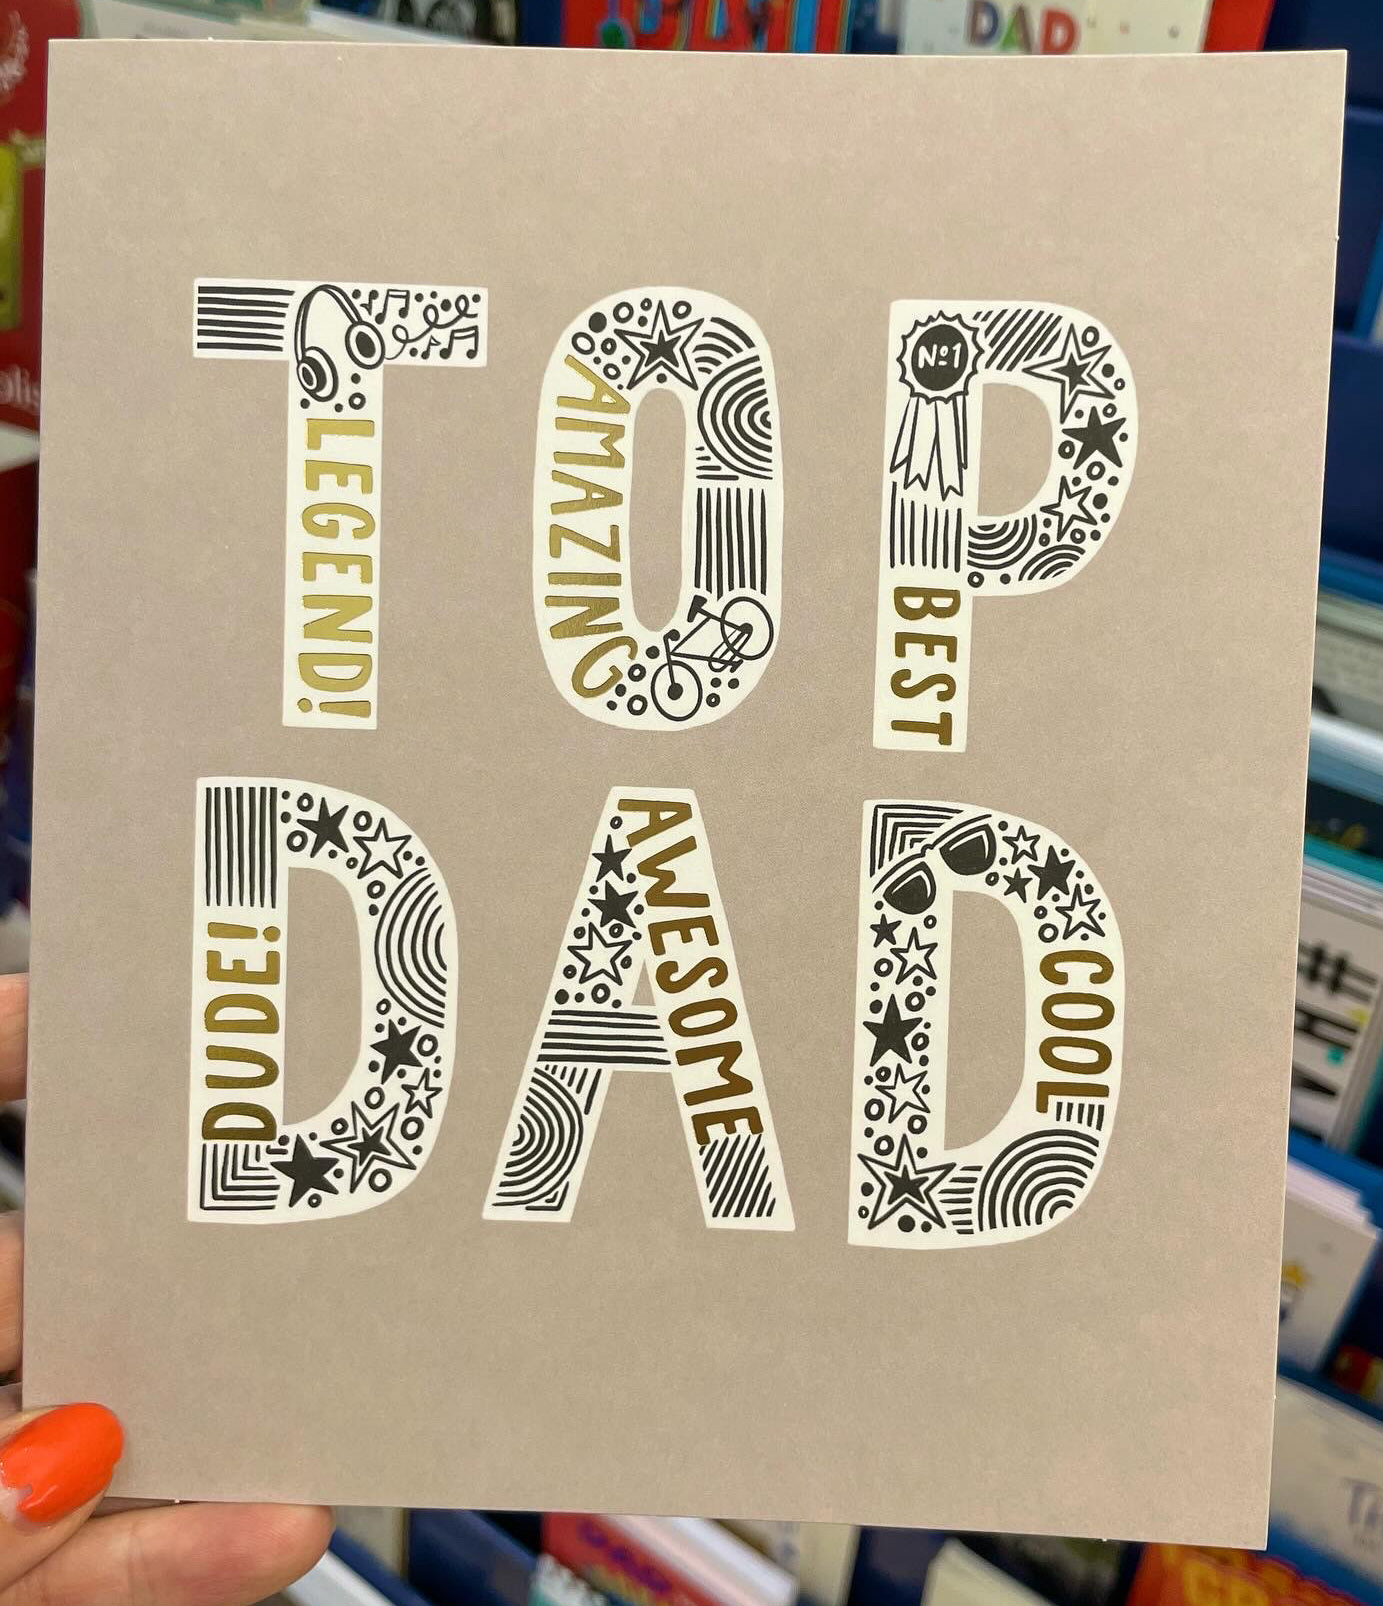 DAD
TOP
LEGEND!
AMAZING
Nº1
BEST
DAD
DUDE!
AWESOME
COOL